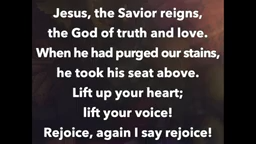 Jesus, the Savior reigns,
the God of truth and love.
When he had purged our stains,
he took his seat above.
Lift up your heart;
lift your voice!
Rejoice, again I say rejoice!